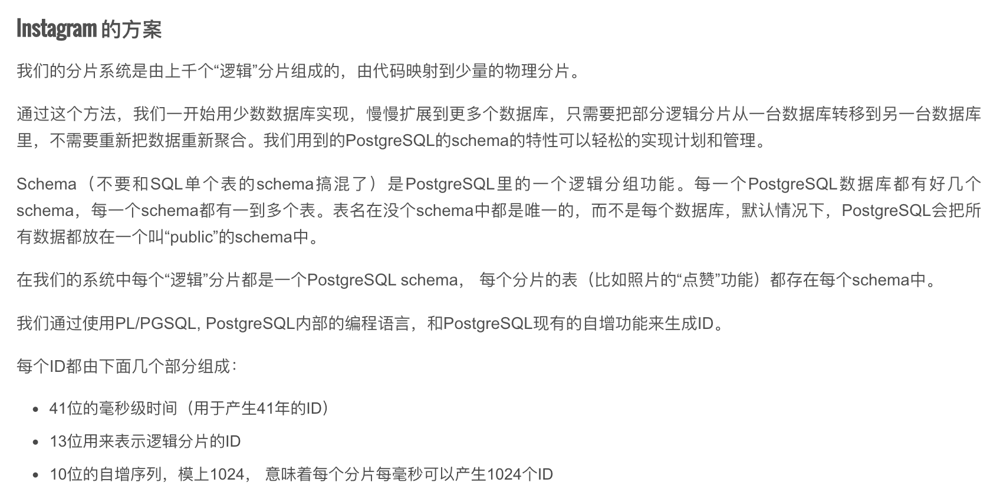 Instagram 的方案
我们的分片系统是由上千个“逻辑”分片组成的，由代码映射到少量的物理分片。
通过这个方法，我们一开始用少数数据库实现，慢慢扩展到更多个数据库，只需要把部分逻辑分片从一台数据库转移到另一台数据库
里，不需要重新把数据重新聚合。我们用到的PostgreSQL的schema的特性可以轻松的实现计划和管理。
Schema（不要和SQL单个表的schema搞混了）是PostgreSQL里的一个逻辑分组功能。每一个PostgreSQL数据库都有好几个
schema，每一个schema都有一到多个表。表名在没个schema中都是唯一的，而不是每个数据库，默认情况下，PostgreSQL会把所
有数据都放在一个叫“public”的schema中。
在我们的系统中每个“逻辑”分片都是一个PostgreSQL schema， 每个分片的表（比如照片的“点赞”功能）都存在每个schema中。
我们通过使用PL/PGSQL, PostgreSQL内部的编程语言，和PostgreSQL现有的自增功能来生成ID。
每个ID都由下面几个部分组成：
• 41位的毫秒级时间（用于产生41年的ID）
• 13位用来表示逻辑分片的ID
• 10位的自增序列，模上1024， 意味着每个分片每毫秒可以产生1024个ID